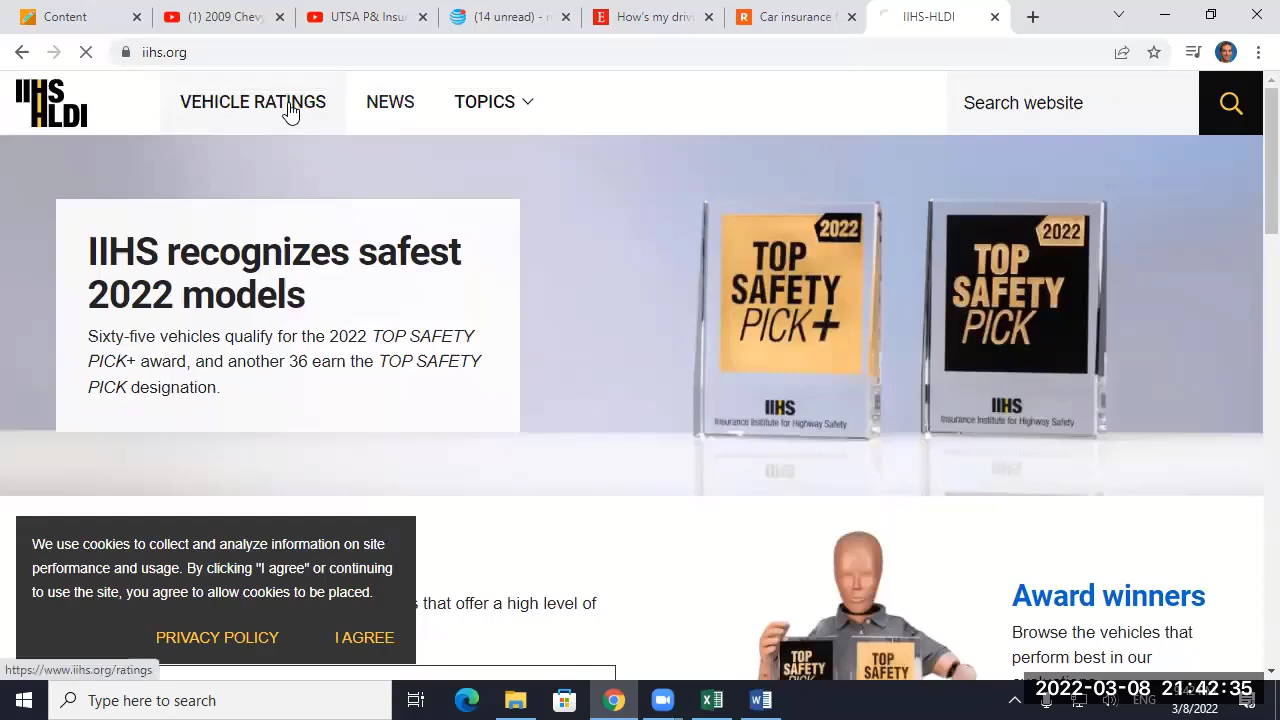 Content
(1) 2009 Chevy
UTSA P& Insu
(14 unread) -
How's my drivi
Car insurance f
IIHS-HLDI
iihs.org
IIHS
HLDI
VEHICLE RATINGS
NEWS
TOPICS
Search website
IIHS recognizes safest
2022 models
Sixty-five vehicles qualify for the 2022 TOP SAFETY
PICK+ award, and another 36 earn the TOP SAFETY
PICK designation.
2022
TOP
SAFETY
PICK+
IIHS
Insurance Institute for Highway Safety
2022
TOP
SAFETY
PICK
IIHS
Insurance Institute for Highway Safety
We use cookies to collect and analyze information on site
performance and usage. By clicking "I agree" or continuing
to use the site, you agree to allow cookies to be placed.
PRIVACY POLICY
I AGREE
that offer a high level of
TOP
SAFETY
PICK
TOP
SAFETY
Award winners
Browse the vehicles that
perform best in our
https://www.iihs.org/ratings
Type here to search
2022-03-08 21:42:35
ENG
3/8/2022